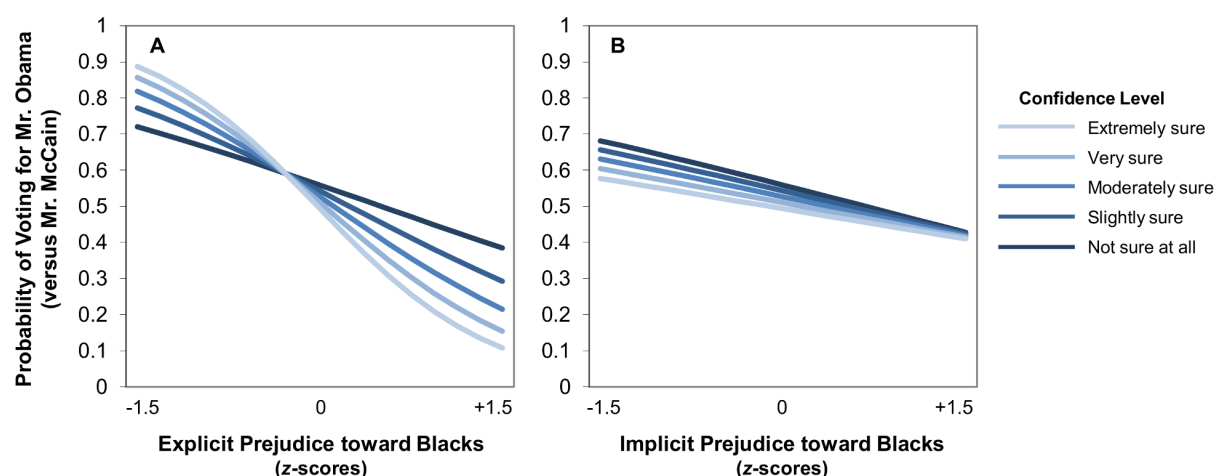 Probability of Voting for Mr. Obama
(versus Mr. McCain)
A
1
0.9
0.8
0.7
0.6
0.5
0.4
0.3
0.2
0.1
0
-1.5
0
+1.5
Explicit Prejudice toward Blacks
(z-scores)
B
1
0.9
0.8
0.7
0.6
0.5
0.4
0.3
0.2
0.1
0
-1.5
0
+1.5
Implicit Prejudice toward Blacks
(z-scores)
Confidence Level
Extremely sure
Very sure
Moderately sure
Slightly sure
Not sure at all